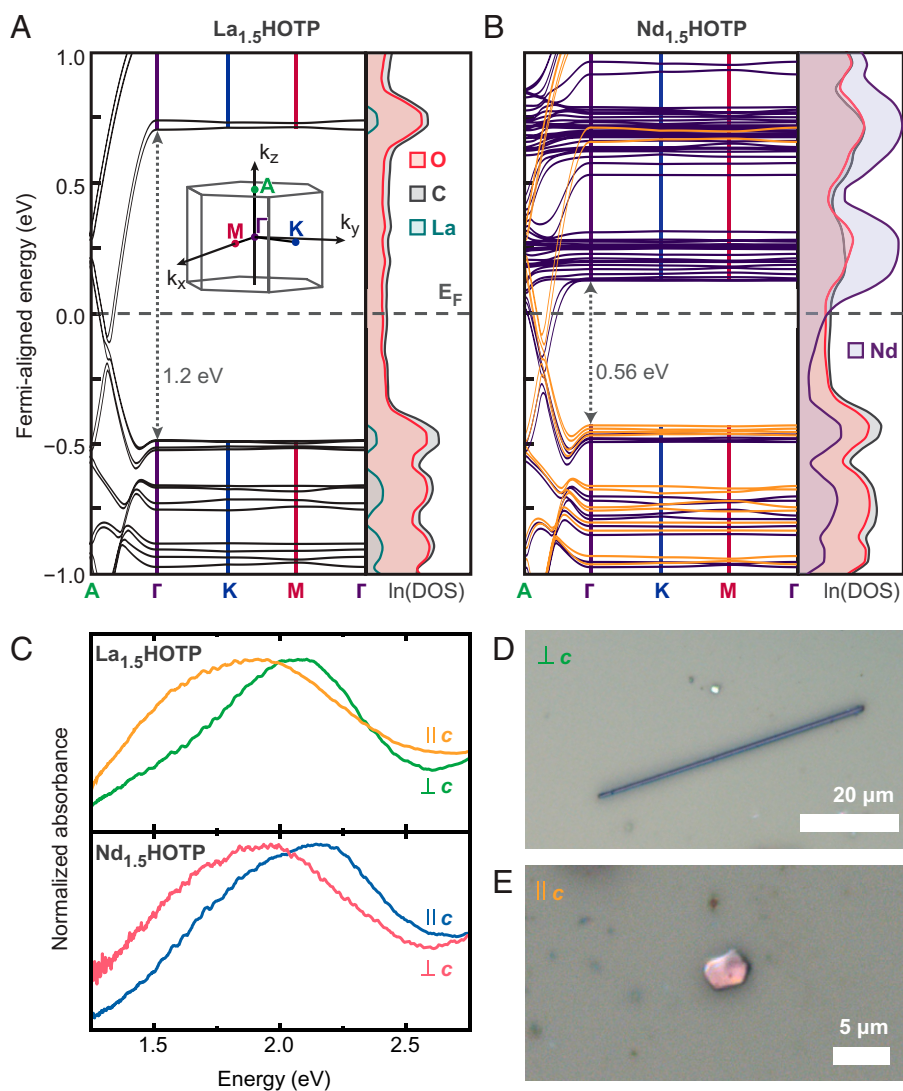 A
La1.5HOTP
1.0
0.5
0.0
−0.5
−1.0
Fermi-aligned energy (eV)
kz
A
M
Γ
K
ky
kx
1.2 eV
O
C
La
EF
A
Γ
K
M
Γ
ln(DOS)
B
Nd1.5HOTP
0.56 eV
Nd
A
Γ
K
M
Γ
ln(DOS)
C
La1.5HOTP
|| c
⊥ c
Nd1.5HOTP
|| c
⊥ c
Normalized absorbance
1.5
2.0
2.5
Energy (eV)
D
⊥ c
20 µm
E
|| c
5 µm